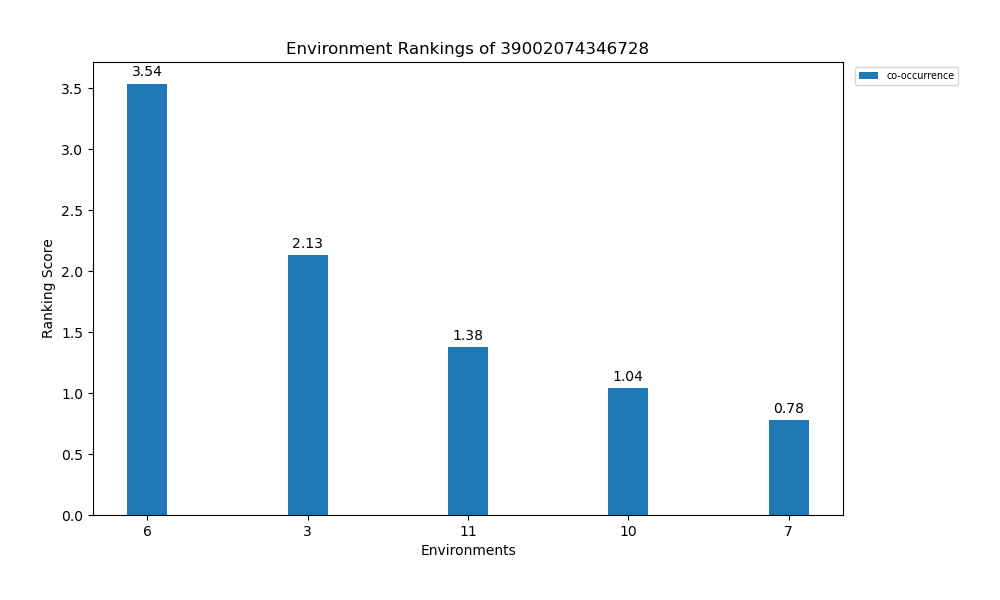 Environment Rankings of 39002074346728
co-occurrence
Ranking Score
3.5
3.0
2.5
2.0
1.5
1.0
0.5
0.0
3.54
2.13
1.38
1.04
0.78
6 3 11 10 7
Environments